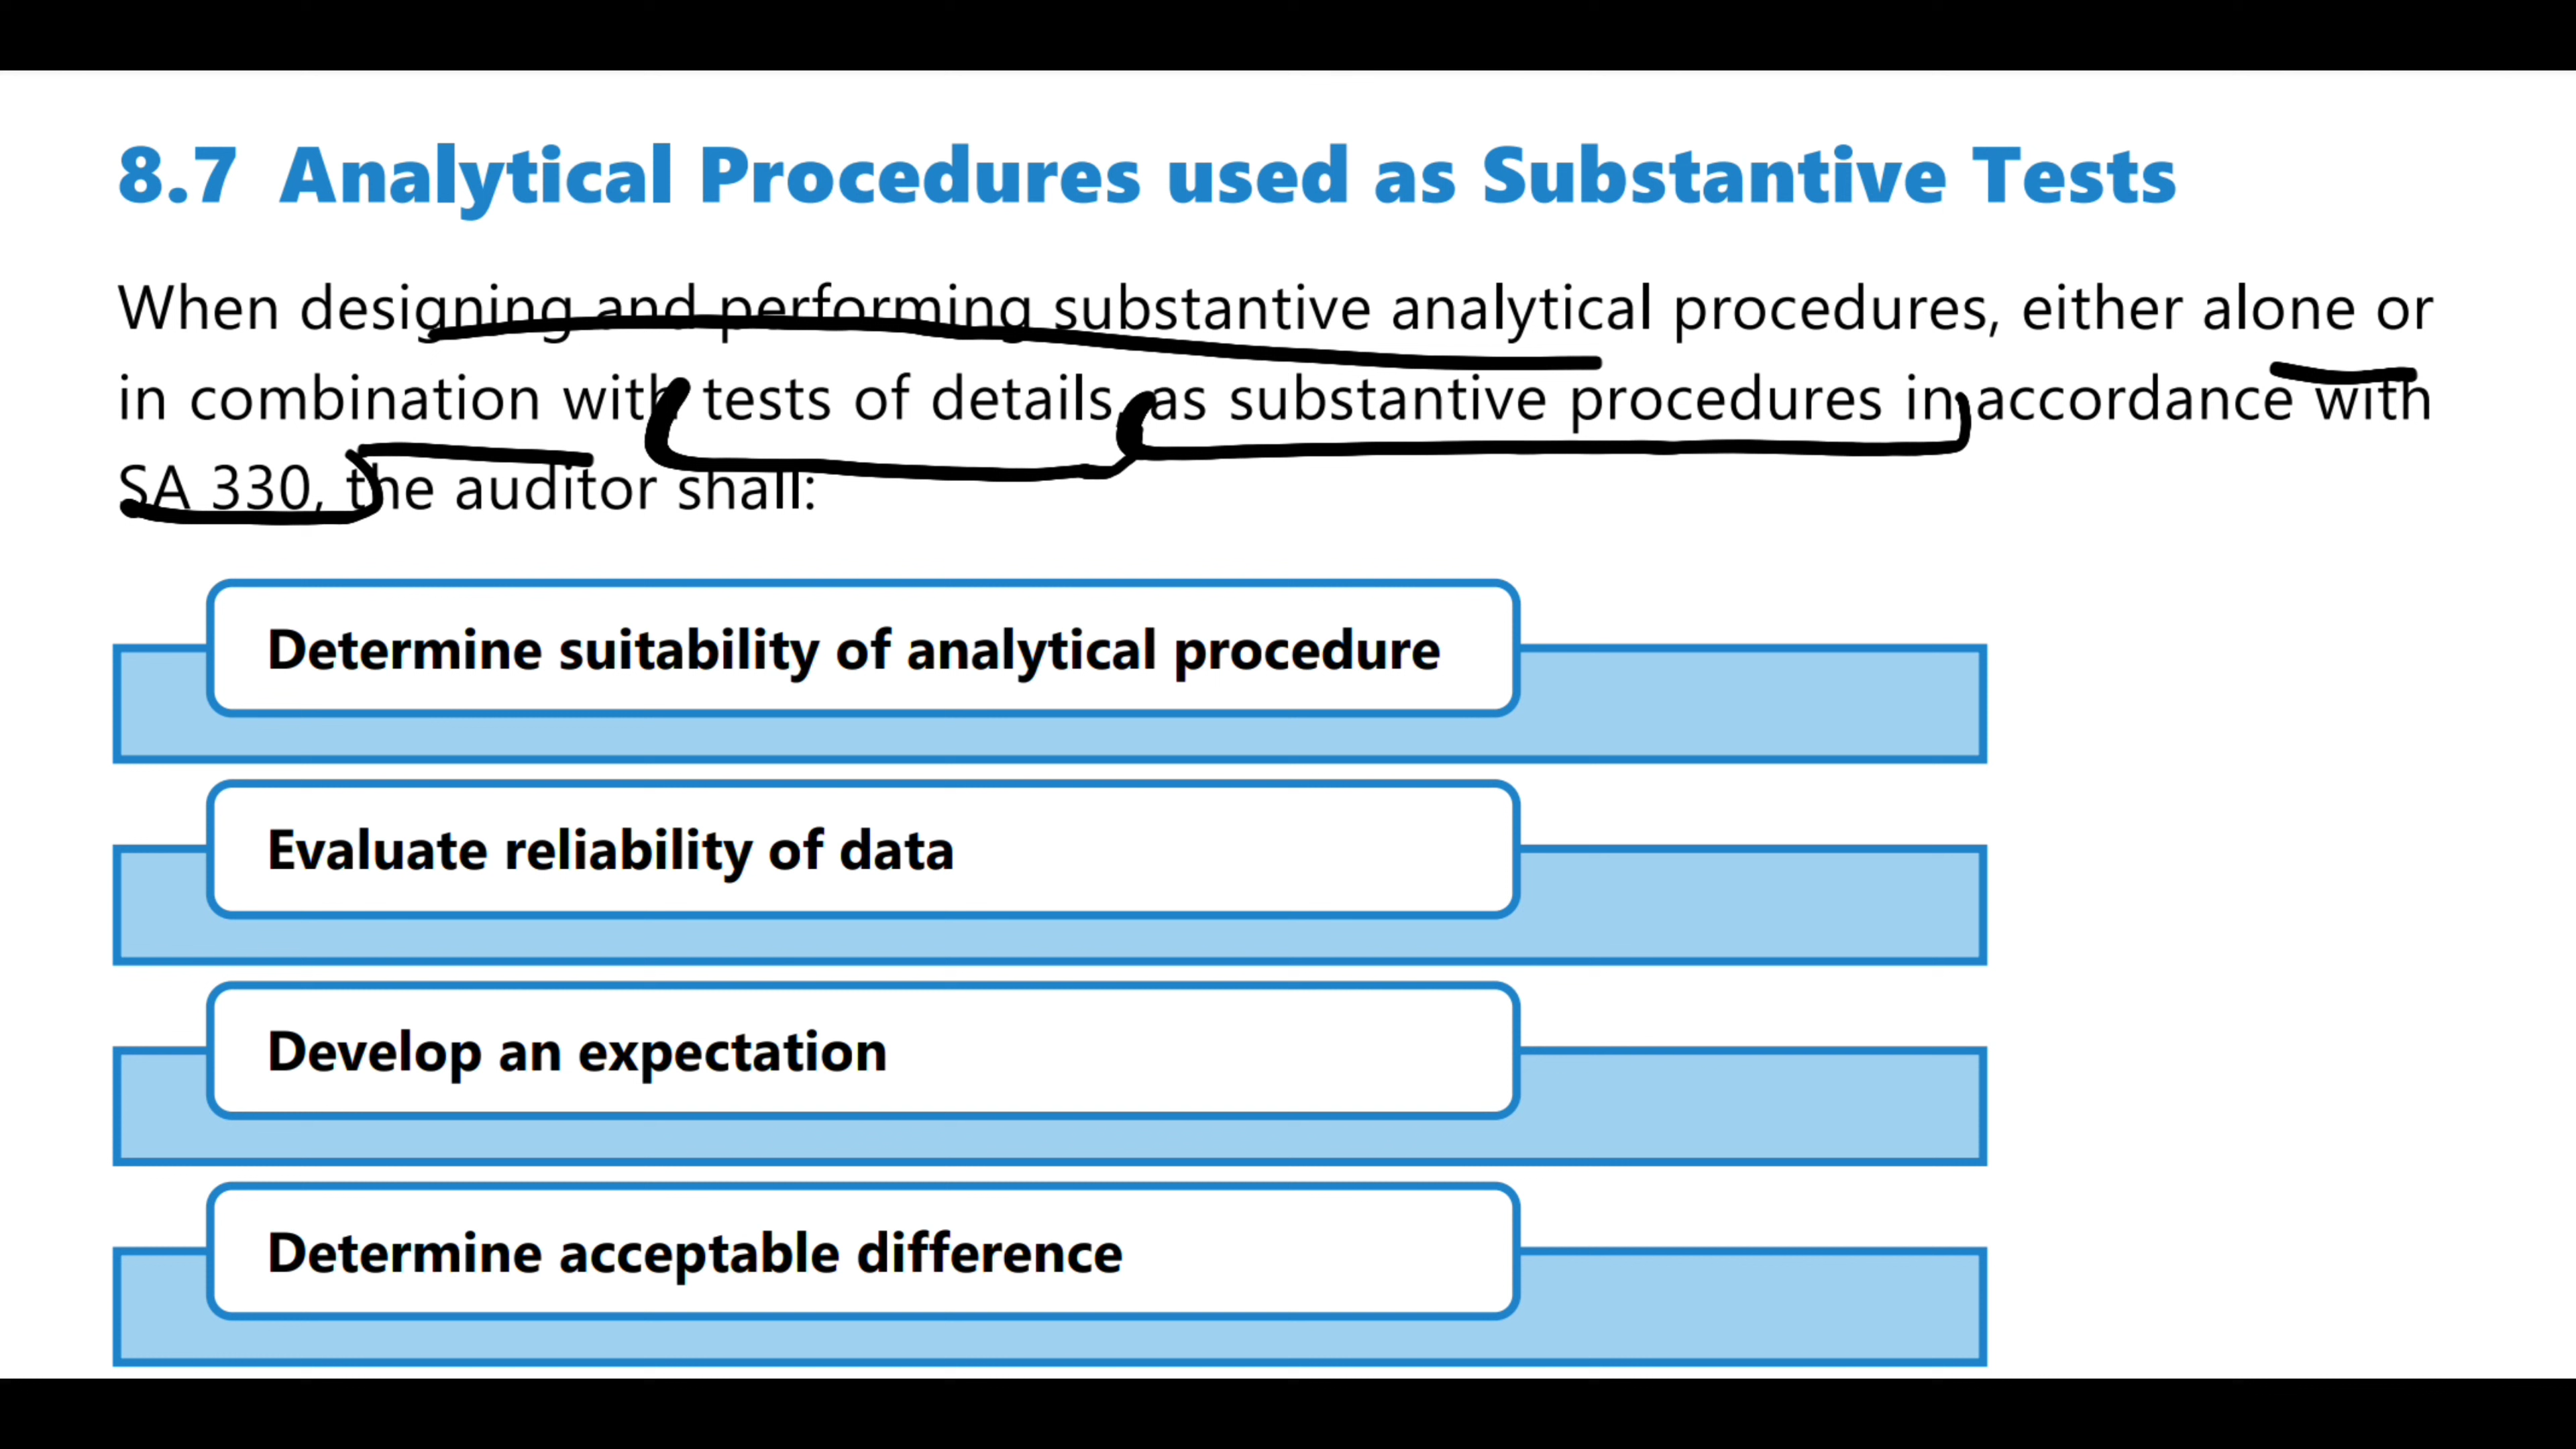 8.7 Analytical Procedures used as Substantive Tests
When designing and performing substantive analytical procedures, either alone or
in combination with tests of details, as substantive procedures in accordance with
SA 330, the auditor shall:
Determine suitability of analytical procedure
Evaluate reliability of data
Develop an expectation
Determine acceptable difference